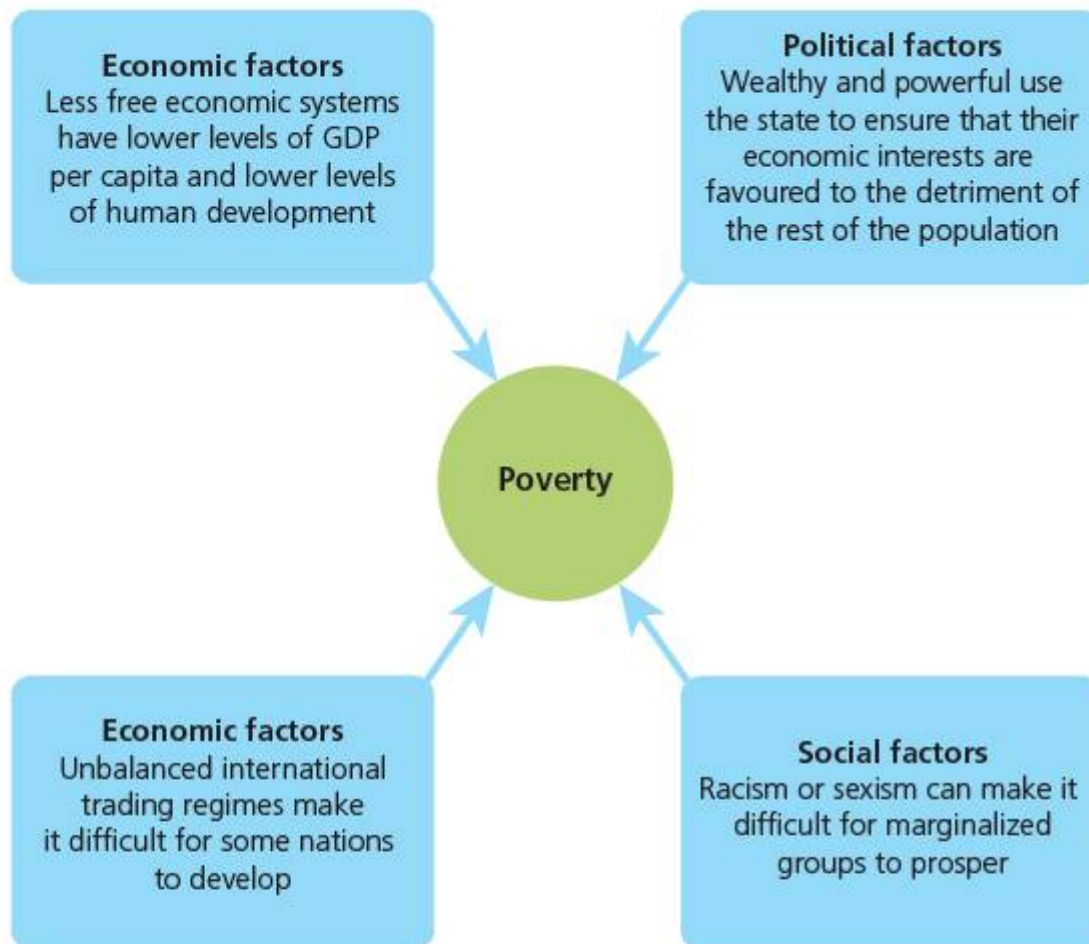 Economic factors
Less free economic systems
have lower levels of GDP
per capita and lower levels
of human development
Political factors
Wealthy and powerful use
the state to ensure that their
economic interests are
favoured to the detriment of
the rest of the population
Poverty
Economic factors
Unbalanced international
trading regimes make
it difficult for some nations
to develop
Social factors
Racism or sexism can make it
difficult for marginalized
groups to prosper